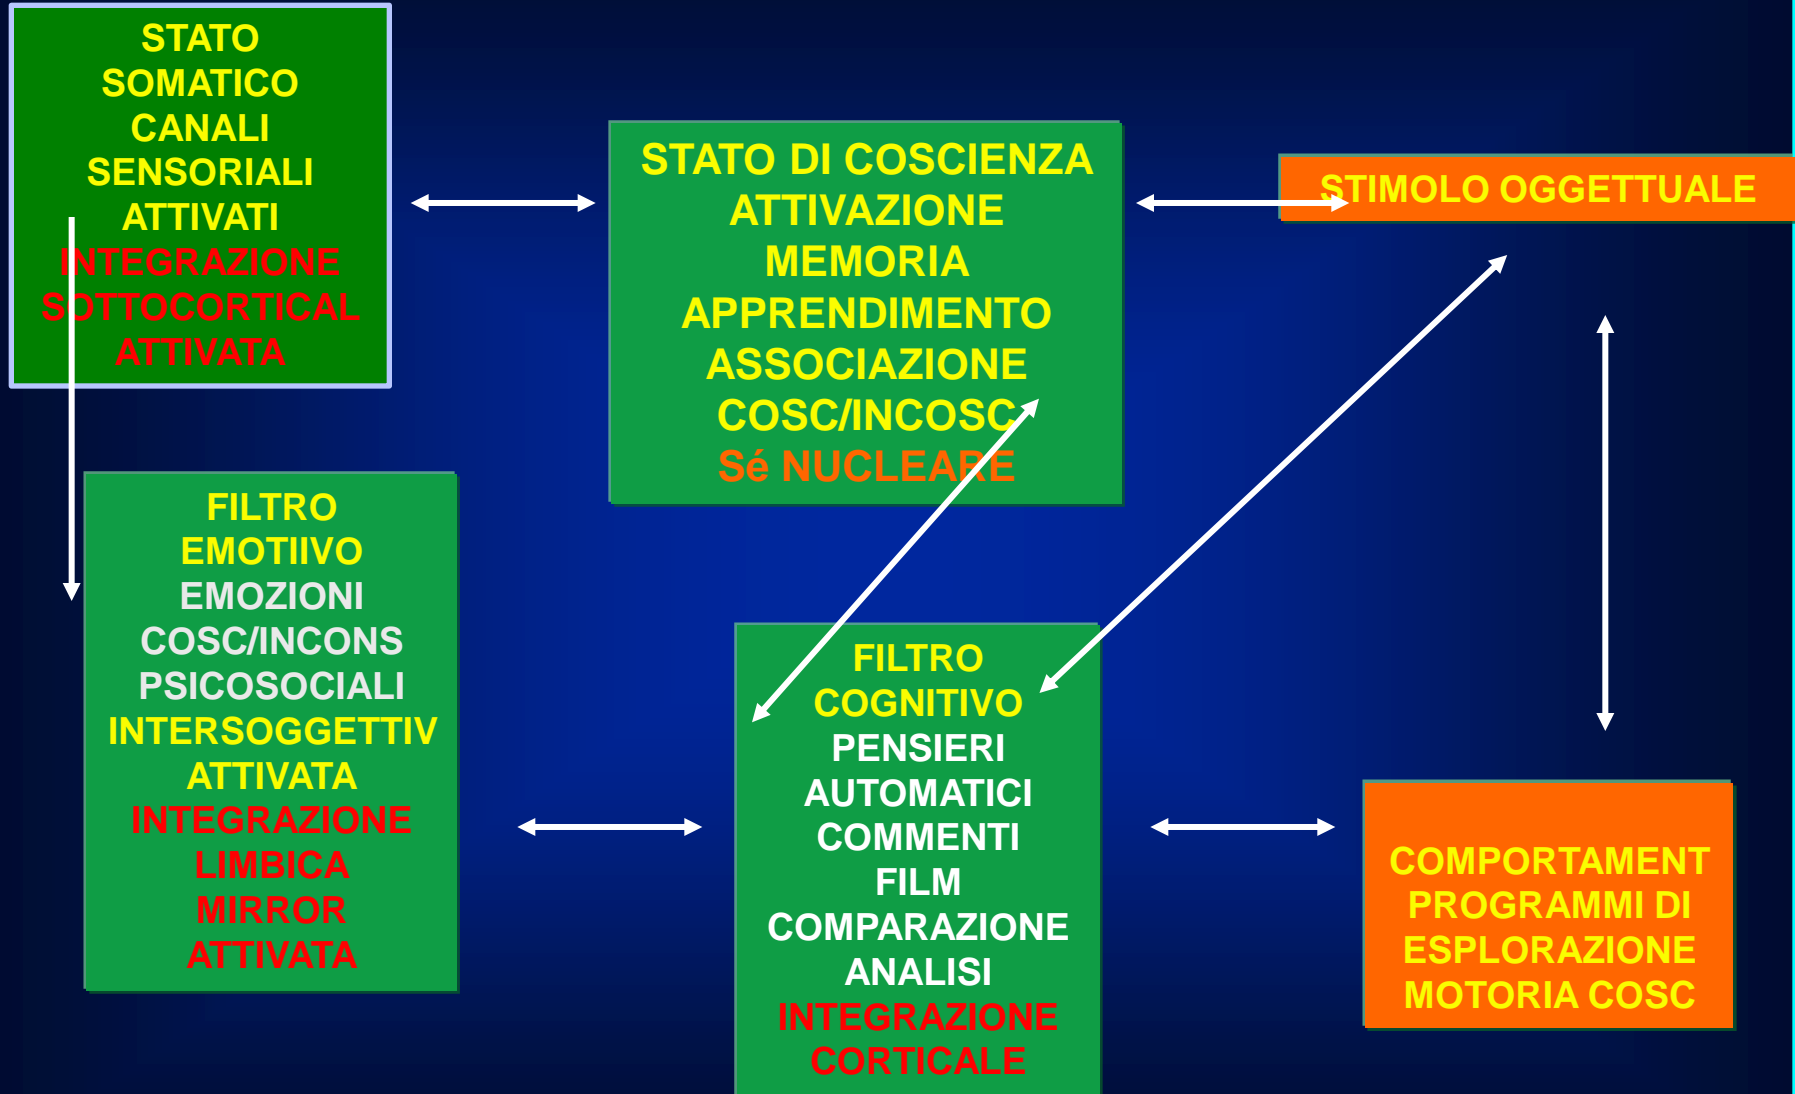 STATO
SOMATICO
CANALI
SENSORIALI
ATTIVATI
INTEGRAZIONE
SOTTOCORTICAL
ATTIVATA
STATO DI COSCIENZA
ATTIVAZIONE
MEMORIA
APPRENDIMENTO
ASSOCIAZIONE
COSC/INCOSC
Sé NUCLEARE
STIMOLO OGGETTUALE
FILTRO
EMOTIIVO
EMOZIONI
COSC/INCONS
PSICOSOCIALI
INTERSOGGETTIV
ATTIVATA
INTEGRAZIONE
LIMBICA
MIRROR
ATTIVATA
FILTRO
COGNITIVO
PENSIERI
AUTOMATICI
COMMENTI
FILM
COMPARAZIONE
ANALISI
INTEGRAZIONE
CORTICALE
COMPORTAMENT
PROGRAMMI DI
ESPLORAZIONE
MOTORIA COSC